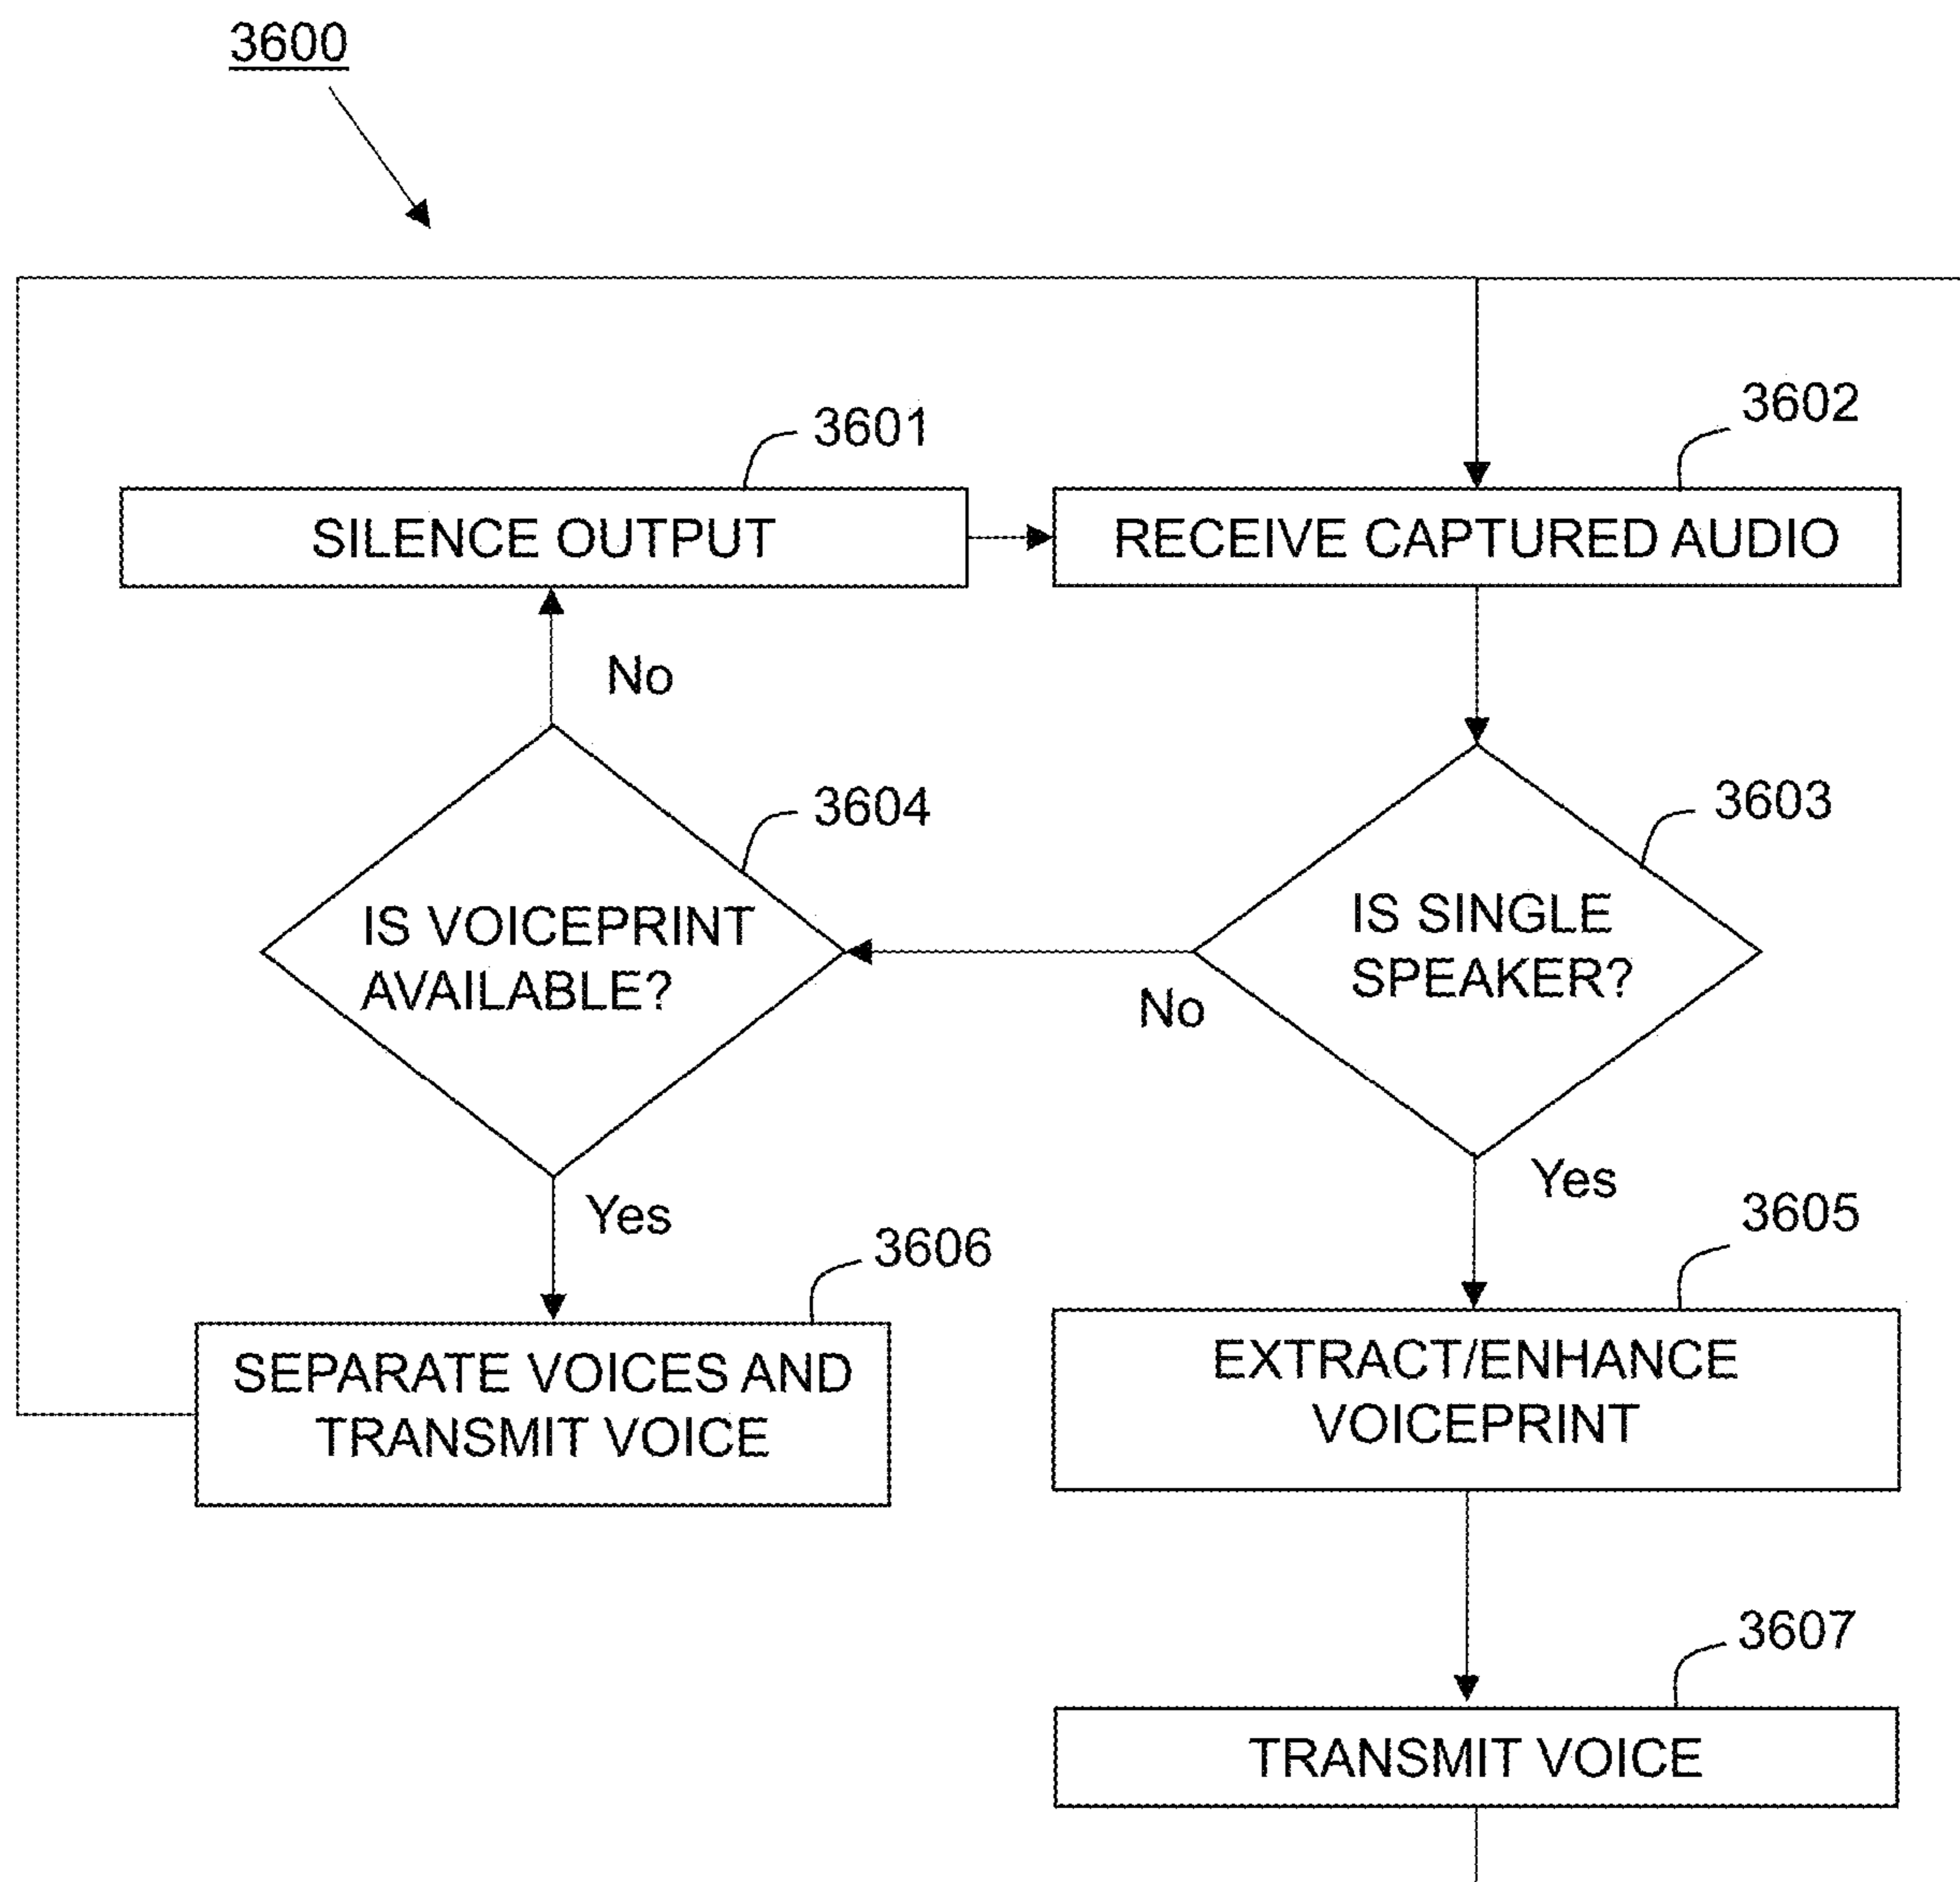 3600
3601
3602
SILENCE OUTPUT
RECEIVE CAPTURED AUDIO
No
3604
3603
IS VOICEPRINT
AVAILABLE?
IS SINGLE
SPEAKER?
No
Yes
Yes
3606
3605
SEPARATE VOICES AND
TRANSMIT VOICE
EXTRACT/ENHANCE
VOICEPRINT
3607
TRANSMIT VOICE